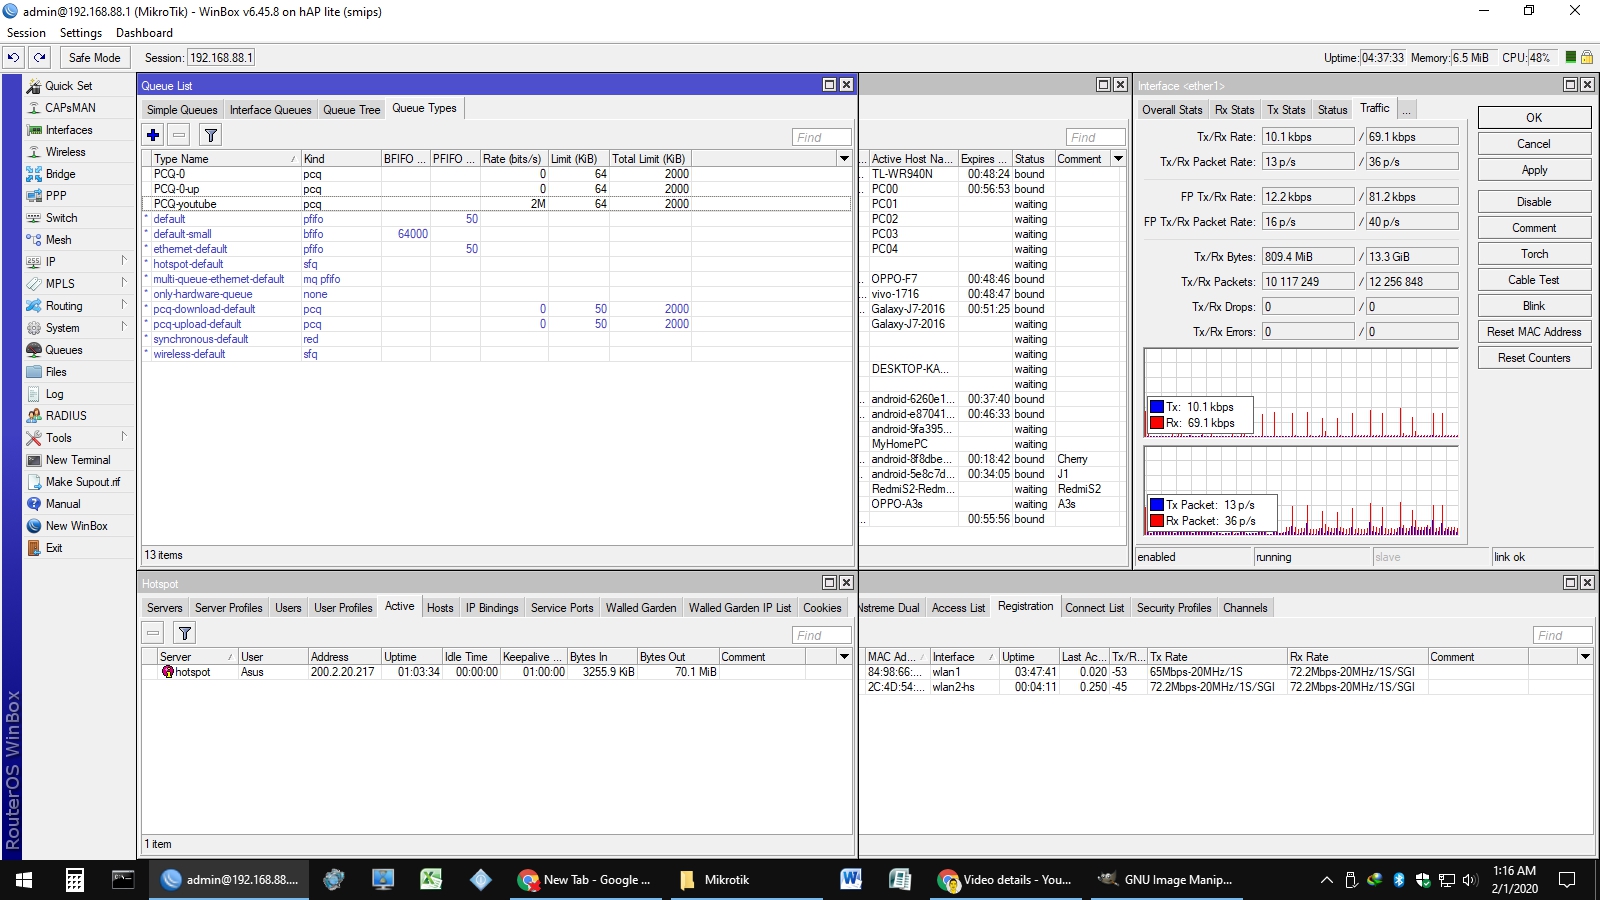 admin@192.168.88.1 (MikroTik) - WinBox v6.45.8 on hAP lite (smips)
Session Settings Dashboard
Safe Mode Session: 192.168.88.1 Uptime: 04:37:33 Memory: 6.5 MiB CPU: 48%
Quick Set
CAPsMAN
Interfaces
Wireless
Bridge
PPP
Switch
Mesh
IP
MPLS
Routing
System
Queues
Files
Log
RADIUS
Tools
New Terminal
Make Supout.rif
Manual
New WinBox
Exit
RouterOS WinBox
Queue List
Simple Queues Interface Queues Queue Tree Queue Types
Find
Type Name / Kind BFIFO ... PFIFO ... Rate (bits/s) Limit (KiB) Total Limit (KiB)
PCQ-0 pcq 0 64 2000
PCQ-0-up pcq 0 64 2000
PCQ-youtube pcq 2M 64 2000
* default pfifo 50
* default-small bfifo 64000
* ethernet-default pfifo 50
* hotspot-default sfq
* multi-queue-ethernet-default mq pfifo
* only-hardware-queue none
* pcq-download-default pcq 0 50 2000
* pcq-upload-default pcq 0 50 2000
* synchronous-default red
* wireless-default sfq
13 items
Find
... Active Host Na... Expires ... Status Comment
... TL-WR940N 00:48:24 bound
... PC00 00:56:53 bound
PC01 waiting
PC02 waiting
PC03 waiting
PC04 waiting
waiting
... OPPO-F7 00:48:46 bound
... vivo-1716 00:48:47 bound
... Galaxy-J7-2016 00:51:25 bound
Galaxy-J7-2016 waiting
waiting
waiting
DESKTOP-KA... waiting
waiting
... android-6260e1... 00:37:40 bound
... android-e87041... 00:46:33 bound
android-9fa395... waiting
MyHomePC waiting
... android-8f8dbe... 00:18:42 bound Cherry
... android-5e8c7d... 00:34:05 bound J1
RedmiS2-Redm... waiting RedmiS2
OPPO-A3s waiting A3s
... 00:55:56 bound
Interface <ether1>
Overall Stats Rx Stats Tx Stats Status Traffic ...
Tx/Rx Rate: 10.1 kbps / 69.1 kbps
Tx/Rx Packet Rate: 13 p/s / 36 p/s
FP Tx/Rx Rate: 12.2 kbps / 81.2 kbps
FP Tx/Rx Packet Rate: 16 p/s / 40 p/s
Tx/Rx Bytes: 809.4 MiB / 13.3 GiB
Tx/Rx Packets: 10 117 249 / 12 256 848
Tx/Rx Drops: 0 / 0
Tx/Rx Errors: 0 / 0
Tx: 10.1 kbps
Rx: 69.1 kbps
Tx Packet: 13 p/s
Rx Packet: 36 p/s
OK
Cancel
Apply
Disable
Comment
Torch
Cable Test
Blink
Reset MAC Address
Reset Counters
enabled running slave link ok
Hotspot
Servers Server Profiles Users User Profiles Active Hosts IP Bindings Service Ports Walled Garden Walled Garden IP List Cookies
Find
Server / User Address Uptime Idle Time Keepalive ... Bytes In Bytes Out Comment
hotspot Asus 200.2.20.217 01:03:34 00:00:00 01:00:00 3255.9 KiB 70.1 MiB
1 item
Nstreme Dual Access List Registration Connect List Security Profiles Channels
Find
MAC Ad... / Interface / Uptime Last Ac... Tx/R... Tx Rate Rx Rate Comment
84:98:66:... wlan1 03:47:41 0.020 -53 65Mbps-20MHz/1S 72.2Mbps-20MHz/1S/SGI
2C:4D:54:... wlan2-hs 00:04:11 0.250 -45 72.2Mbps-20MHz/1S/SGI 72.2Mbps-20MHz/1S/SGI
admin@192.168.88.... New Tab - Google ... Mikrotik Video details - You... GNU Image Manip... 1:16 AM
2/1/2020